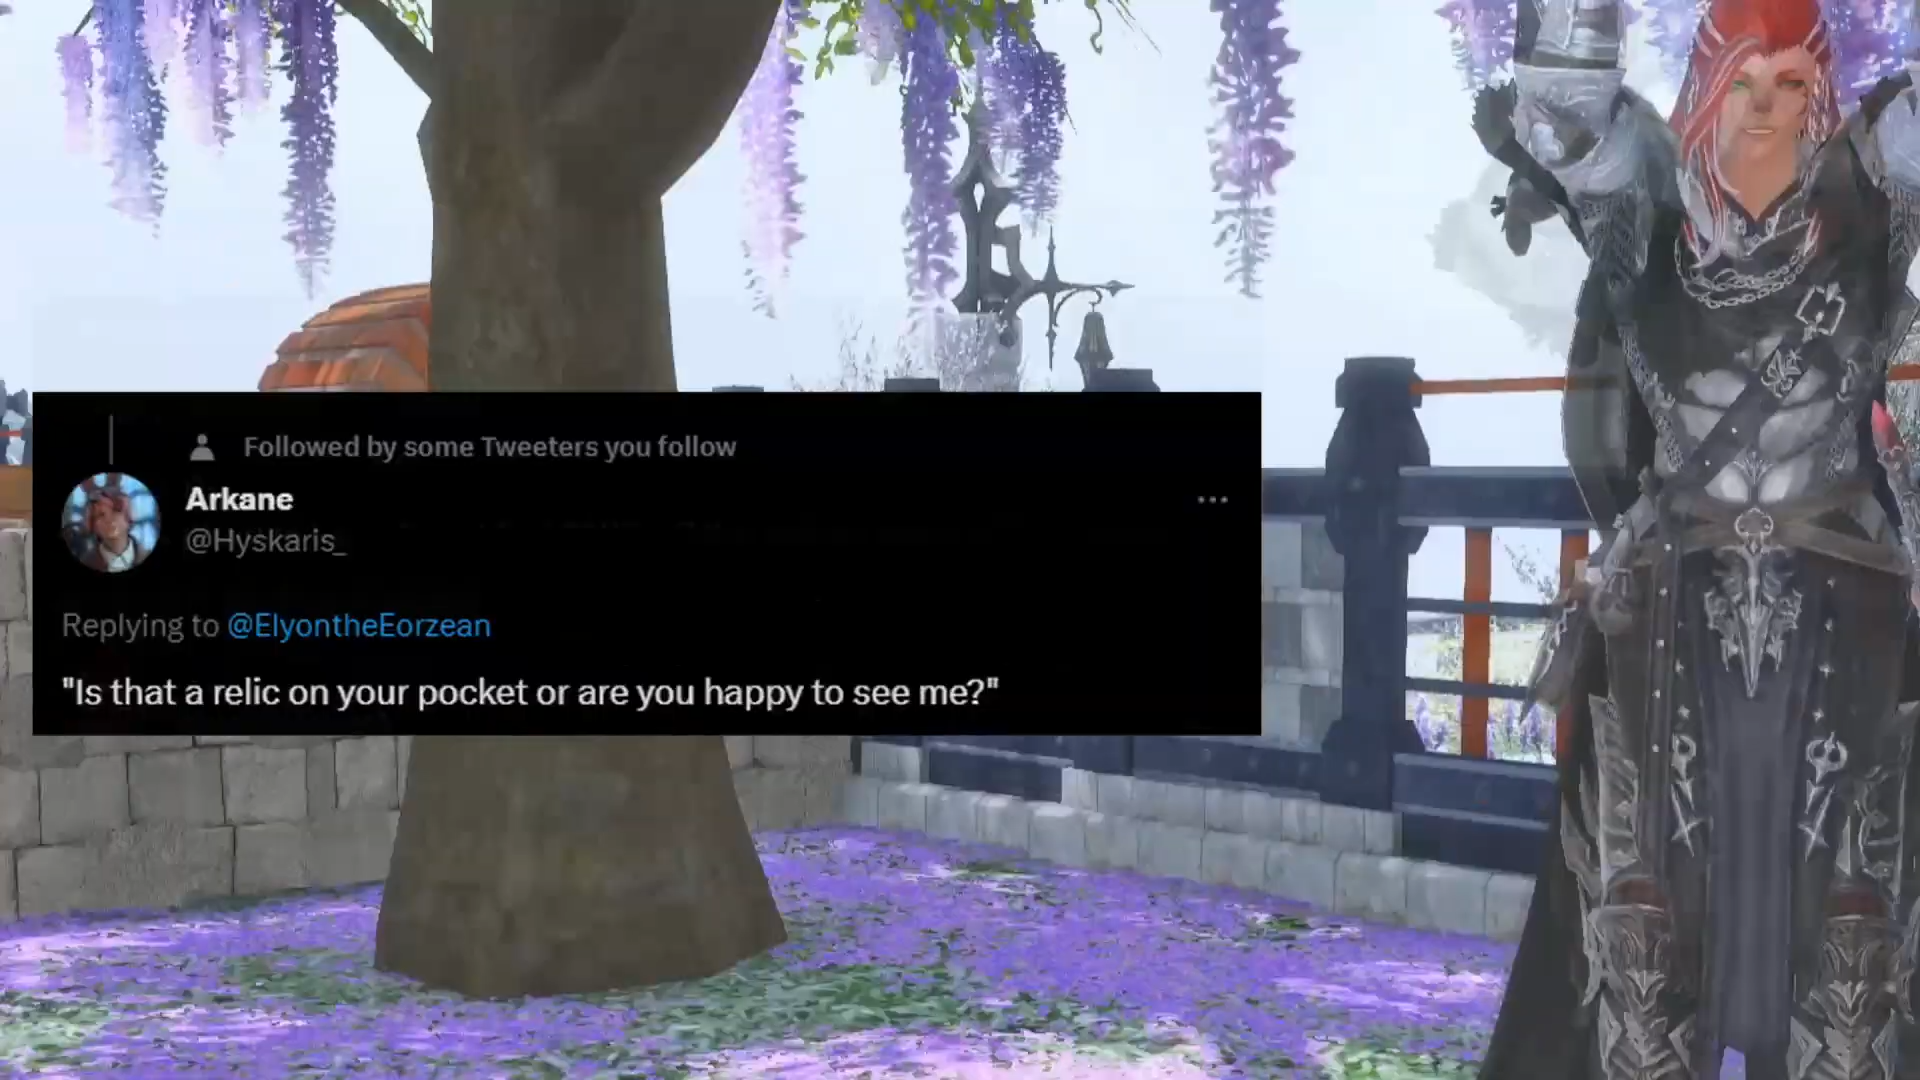 Followed by some Tweeters you follow
Arkane
@Hyskaris_
Replying to @ElyontheEorzean
"Is that a relic on your pocket or are you happy to see me?"